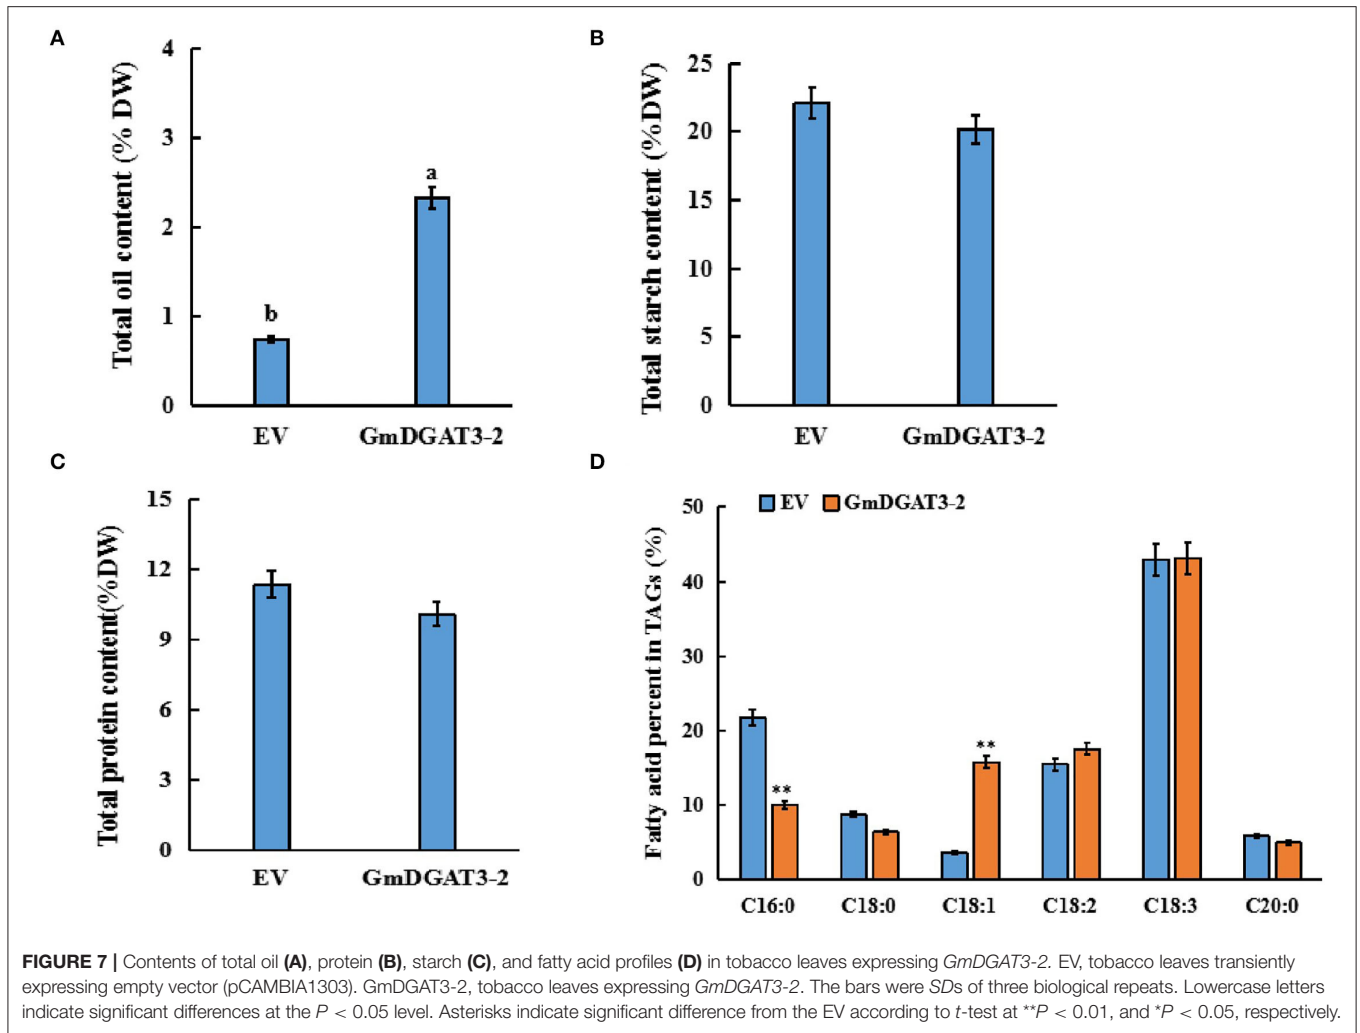 A
Total oil content (% DW)
4
3
2
1
0
b
a
EV GmDGAT3-2
B
Total starch content (%DW)
25
20
15
10
5
0
EV GmDGAT3-2
C
Total protein content(%DW)
15
12
9
6
3
0
EV GmDGAT3-2
D
Fatty acid percent in TAGs (%)
50
40
30
20
10
0
EV GmDGAT3-2
**
**
C16:0 C18:0 C18:1 C18:2 C18:3 C20:0
FIGURE 7 | Contents of total oil (A), protein (B), starch (C), and fatty acid profiles (D) in tobacco leaves expressing GmDGAT3-2. EV, tobacco leaves transiently
expressing empty vector (pCAMBIA1303). GmDGAT3-2, tobacco leaves expressing GmDGAT3-2. The bars were SDs of three biological repeats. Lowercase letters
indicate significant differences at the P < 0.05 level. Asterisks indicate significant difference from the EV according to t-test at **P < 0.01, and *P < 0.05, respectively.